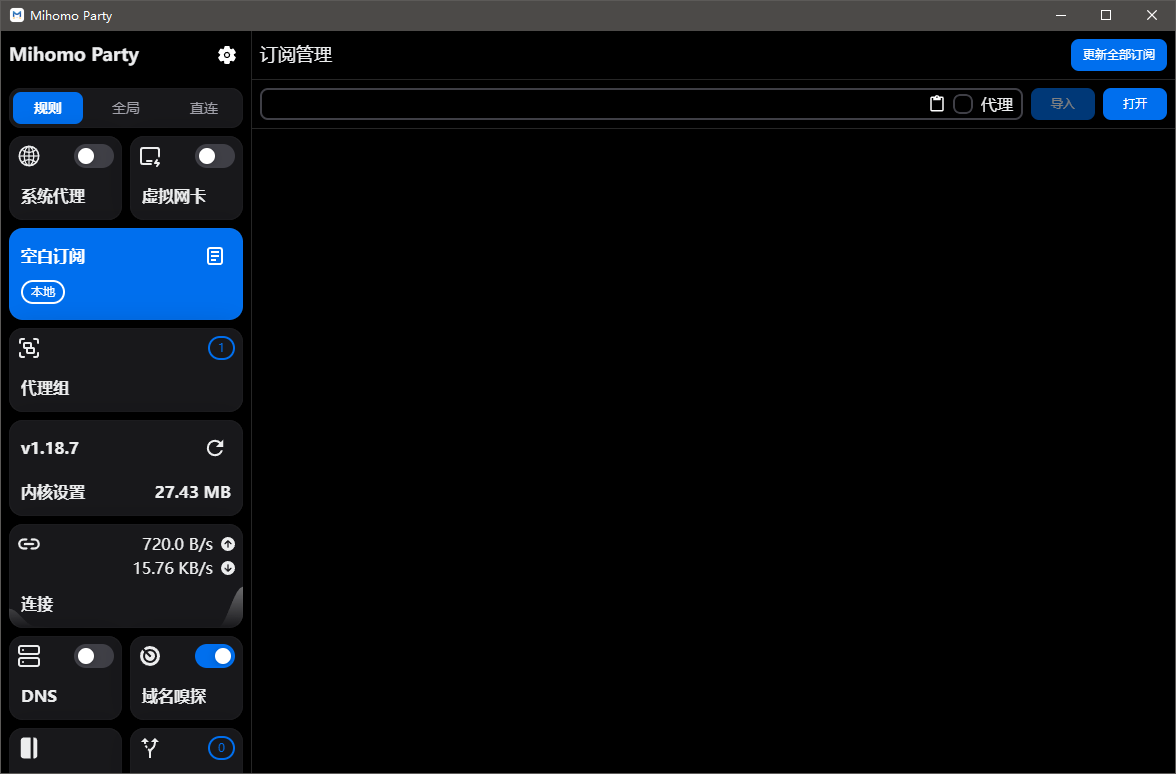 Mihomo Party
Mihomo Party
订阅管理
更新全部订阅
规则 全局 直连
代理 导入 打开
系统代理 虚拟网卡
空白订阅
本地
1
代理组
v1.18.7
内核设置 27.43 MB
720.0 B/s
15.76 KB/s
连接
DNS 域名嗅探
0